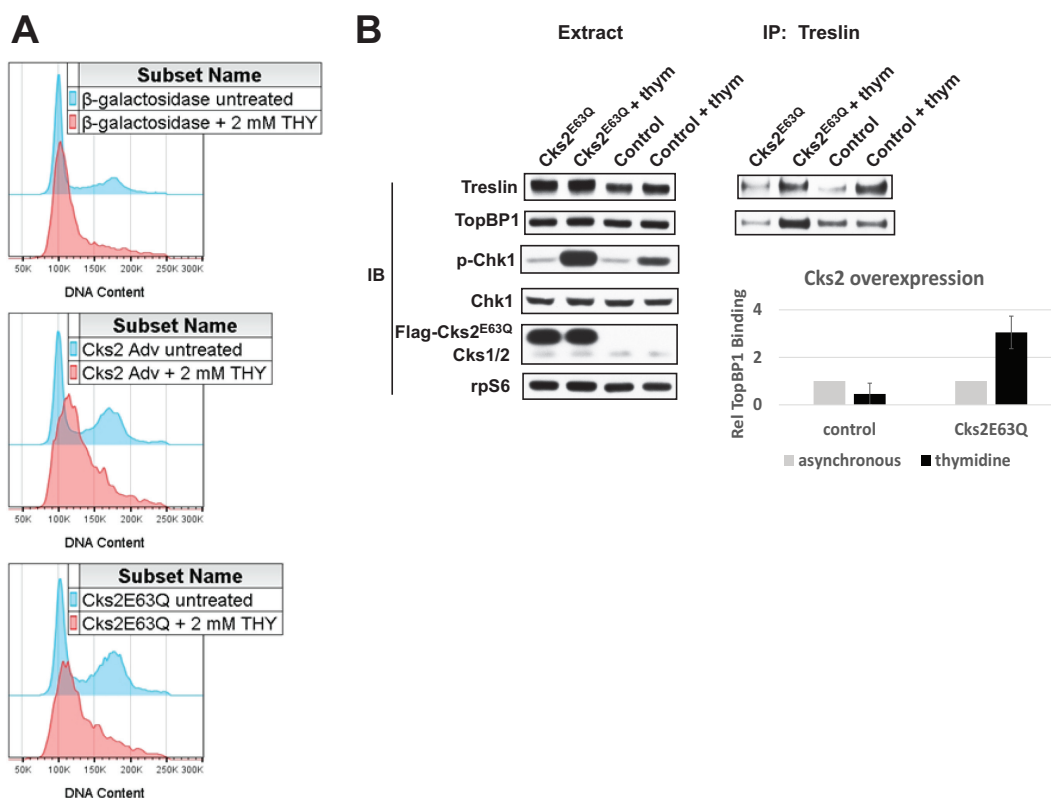 A
Subset Name
β-galactosidase untreated
β-galactosidase + 2 mM THY
50K 100K 150K 200K 250K 300K
DNA Content
Subset Name
Cks2 Adv untreated
Cks2 Adv + 2 mM THY
50K 100K 150K 200K 250K 300K
DNA Content
Subset Name
Cks2E63Q untreated
Cks2E63Q + 2 mM THY
50K 100K 150K 200K 250K 300K
DNA Content
B
Extract
Cks2E63Q
Cks2E63Q + thym
Control
Control + thym
IP: Treslin
Cks2E63Q
Cks2E63Q + thym
Control
Control + thym
IB
Treslin
TopBP1
p-Chk1
Chk1
Flag-Cks2E63Q
Cks1/2
rpS6
Cks2 overexpression
Rel TopBP1 Binding
4
2
0
control Cks2E63Q
asynchronous thymidine